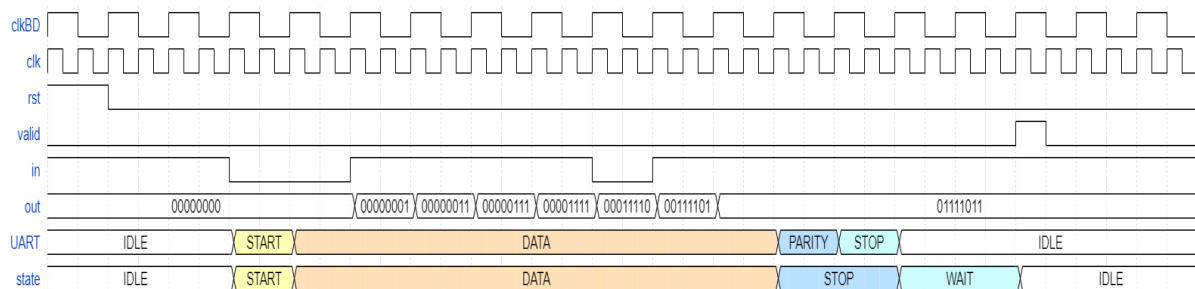 clkBD
clk
rst
valid
in
out 00000000 00000001 00000011 00000111 00001111 00011110 00111101 01111011
UART IDLE START DATA PARITY STOP IDLE
state IDLE START DATA STOP WAIT IDLE